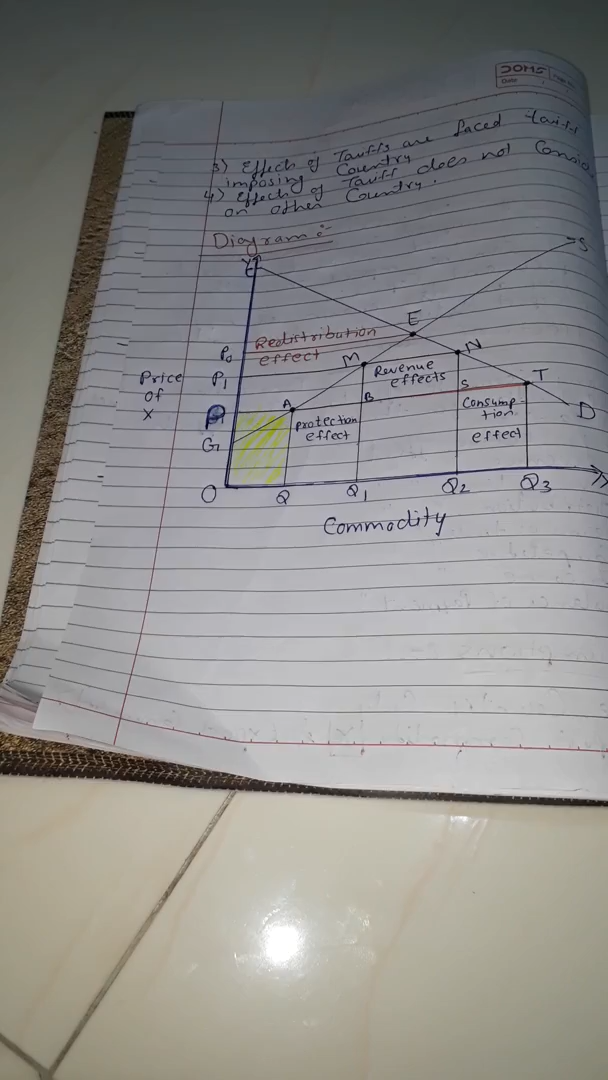 DOMS
Date
3) Effect of Tariffs are faced tariff
imposing Country
4) Effect of Tariff does not Consid
on other Country.
Diagram :-
Y
S
E
P0
Redistribution
effect
M
N
P1
Revenue
effects
T
Price
of
X
A
B
S
D
protection
effect
Consump-
tion
effect
G
O
Q
Q1
Q2
Q3
Commodity